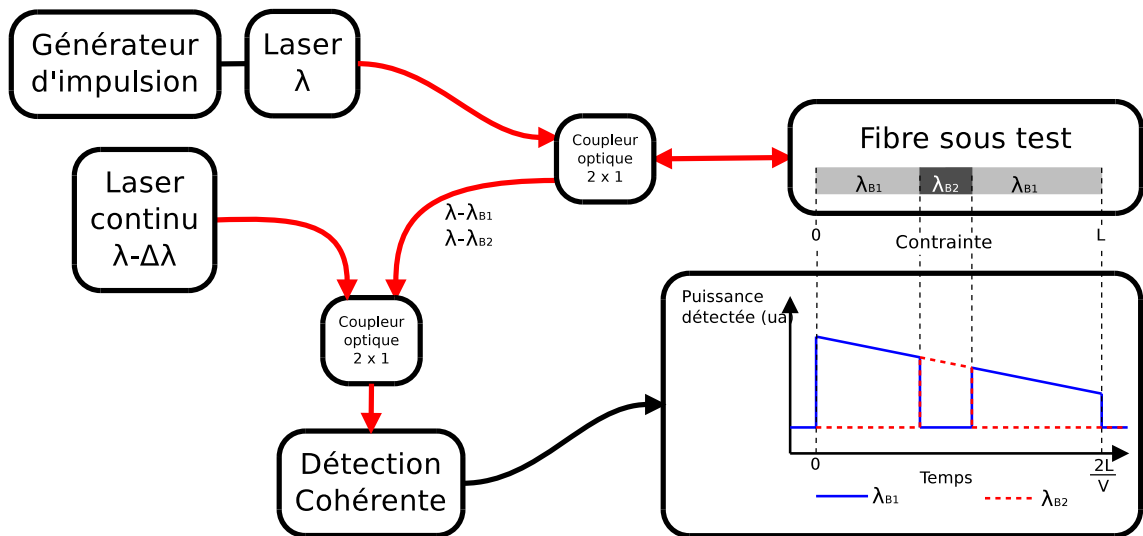 Générateur
d'impulsion
Laser
λ
Coupleur
optique
2 x 1
Fibre sous test
λB1
λB2
λB1
0
Contrainte
L
Laser
continu
λ-Δλ
λ-λB1
λ-λB2
Coupleur
optique
2 x 1
Détection
Cohérente
Puissance
détectée (ua)
0
Temps
2L
V
λB1
λB2